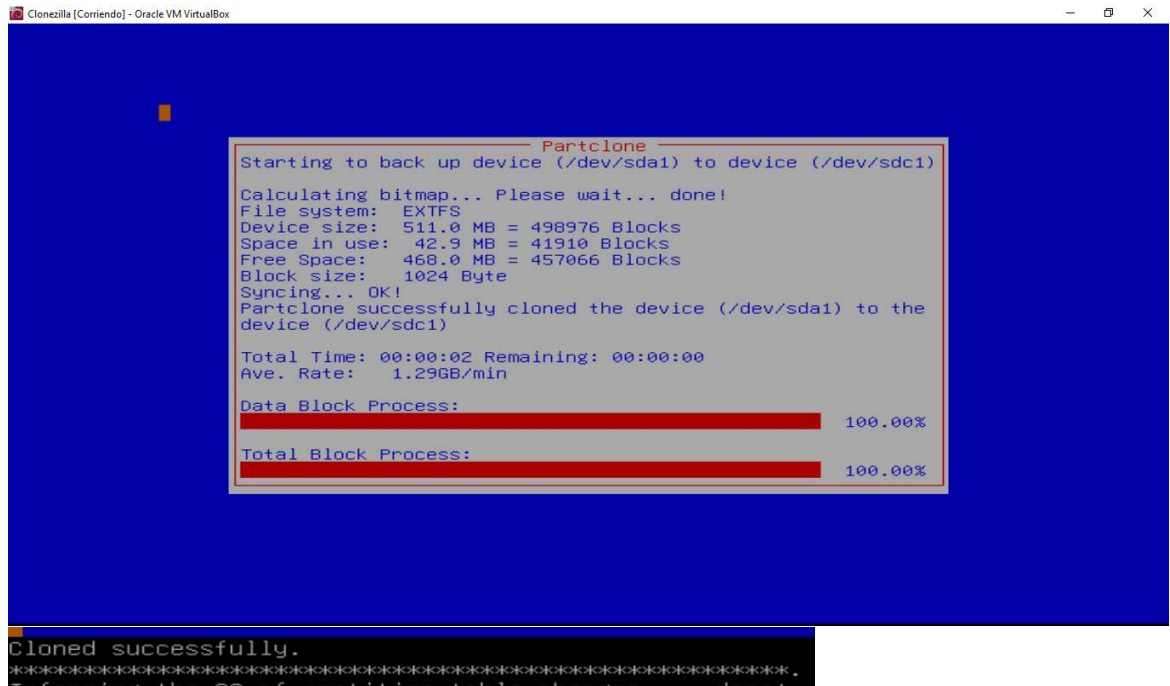 Clonezilla [Corriendo] - Oracle VM VirtualBox
Partclone
Starting to back up device (/dev/sda1) to device (/dev/sdc1)
Calculating bitmap... Please wait... done!
File system:  EXTFS
Device size:  511.0 MB = 498976 Blocks
Space in use:  42.9 MB = 41910 Blocks
Free Space:   468.0 MB = 457066 Blocks
Block size:   1024 Byte
Syncing... OK!
Partclone successfully cloned the device (/dev/sda1) to the
device (/dev/sdc1)
Total Time: 00:00:02 Remaining: 00:00:00
Ave. Rate:   1.29GB/min
Data Block Process:
100.00%
Total Block Process:
100.00%
Cloned successfully.
*****************************************************.